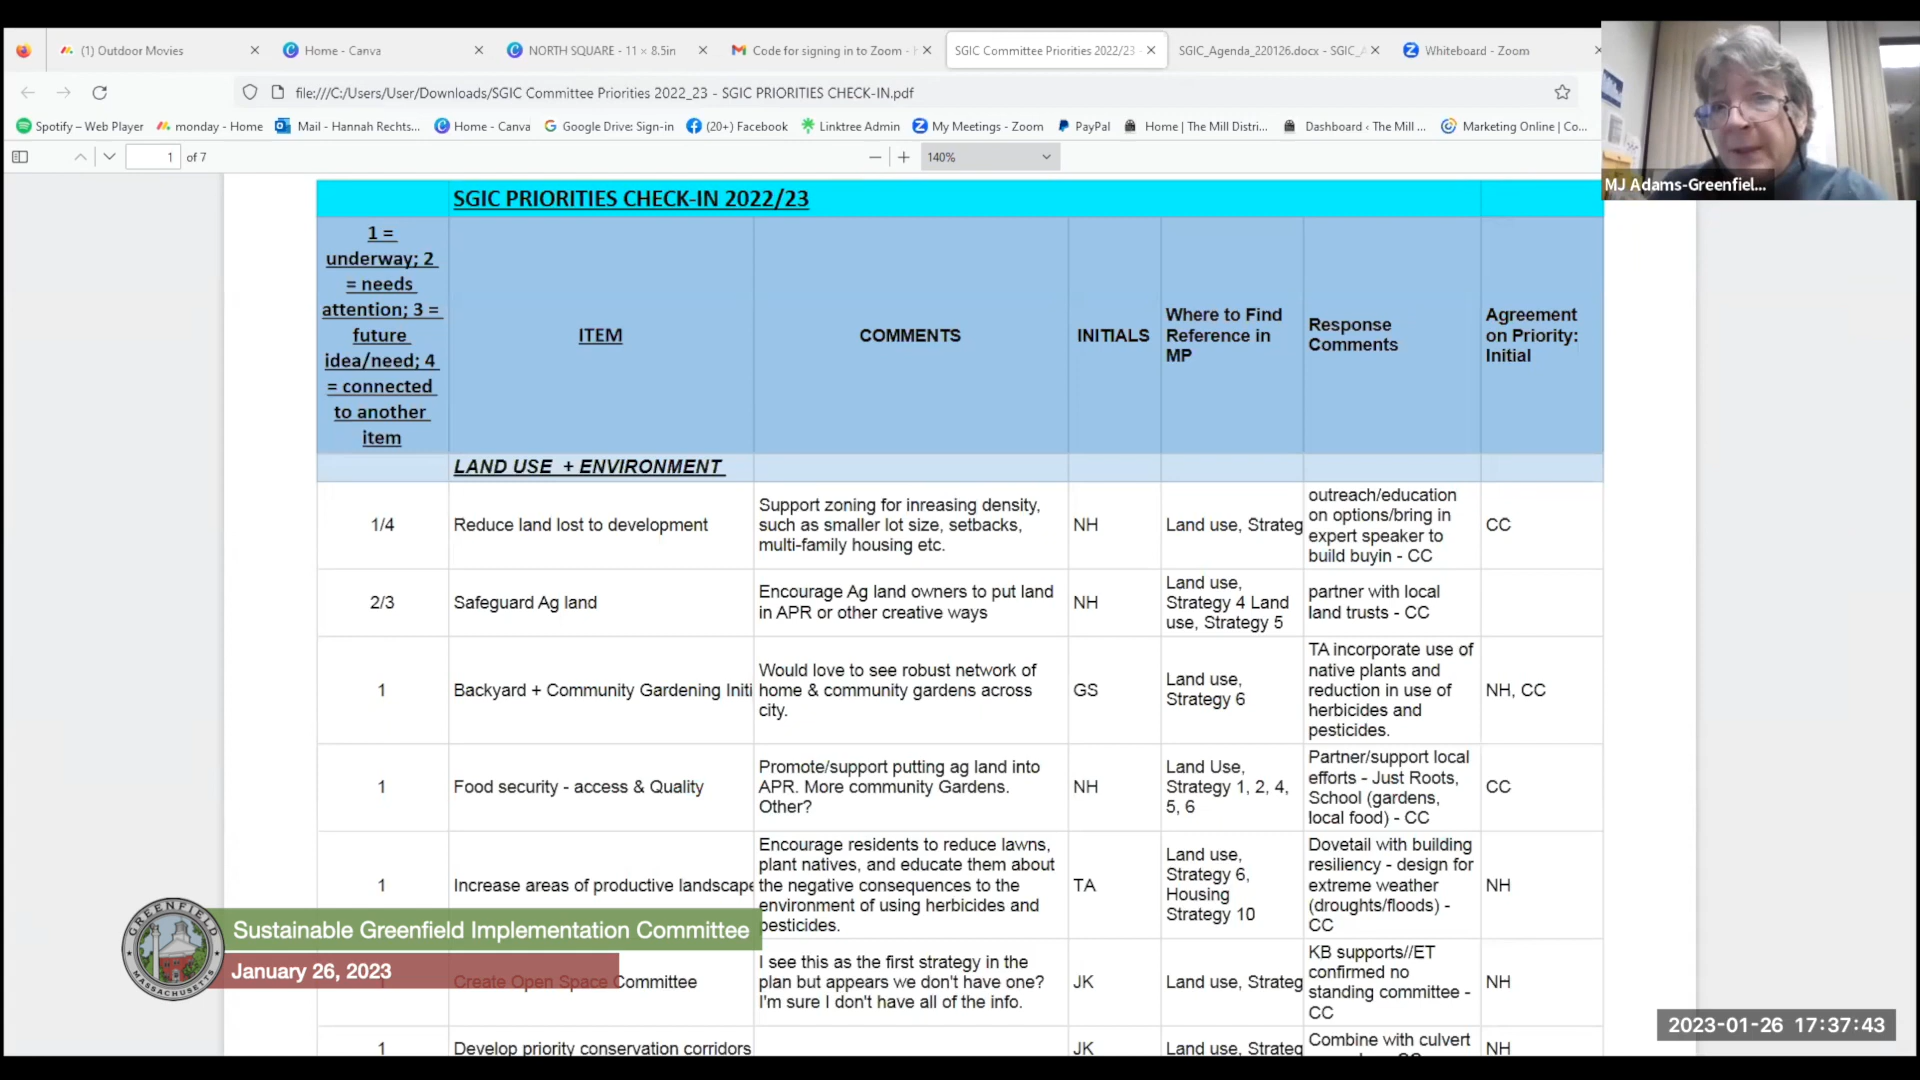 (1) Outdoor Movies
Home - Canva
NORTH SQUARE - 11 × 8.5in
Code for signing in to Zoom -
SGIC Committee Priorities 2022/23
SGIC_Agenda_220126.docx - SGIC_
Whiteboard - Zoom
file:///C:/Users/User/Downloads/SGIC Committee Priorities 2022_23 - SGIC PRIORITIES CHECK-IN.pdf
Spotify – Web Player
monday - Home
Mail - Hannah Rechts...
Home - Canva
Google Drive: Sign-in
(20+) Facebook
Linktree Admin
My Meetings - Zoom
PayPal
Home | The Mill Distri...
Dashboard ‹ The Mill ...
Marketing Online | Co...
1 of 7
140%
MJ Adams-Greenfiel...
SGIC PRIORITIES CHECK-IN 2022/23
1 =
underway; 2
= needs
attention; 3 =
future
idea/need; 4
= connected
to another
item
ITEM
COMMENTS
INITIALS
Where to Find
Reference in
MP
Response
Comments
Agreement
on Priority:
Initial
LAND USE + ENVIRONMENT
1/4
Reduce land lost to development
Support zoning for inreasing density,
such as smaller lot size, setbacks,
multi-family housing etc.
NH
Land use, Strateg
outreach/education
on options/bring in
expert speaker to
build buyin - CC
CC
2/3
Safeguard Ag land
Encourage Ag land owners to put land
in APR or other creative ways
NH
Land use,
Strategy 4 Land
use, Strategy 5
partner with local
land trusts - CC
1
Backyard + Community Gardening Initi
Would love to see robust network of
home & community gardens across
city.
GS
Land use,
Strategy 6
TA incorporate use of
native plants and
reduction in use of
herbicides and
pesticides.
NH, CC
1
Food security - access & Quality
Promote/support putting ag land into
APR. More community Gardens.
Other?
NH
Land Use,
Strategy 1, 2, 4,
5, 6
Partner/support local
efforts - Just Roots,
School (gardens,
local food) - CC
CC
1
Increase areas of productive landscape
Encourage residents to reduce lawns,
plant natives, and educate them about
the negative consequences to the
environment of using herbicides and
pesticides.
TA
Land use,
Strategy 6,
Housing
Strategy 10
Dovetail with building
resiliency - design for
extreme weather
(droughts/floods) -
CC
NH
Create Open Space Committee
I see this as the first strategy in the
plan but appears we don't have one?
I'm sure I don't have all of the info.
JK
Land use, Strateg
KB supports//ET
confirmed no
standing committee -
CC
NH
1
Develop priority conservation corridors
JK
Land use, Strateg
Combine with culvert
NH
GREENFIELD
MASSACHUSETTS
Sustainable Greenfield Implementation Committee
January 26, 2023
2023-01-26 17:37:43